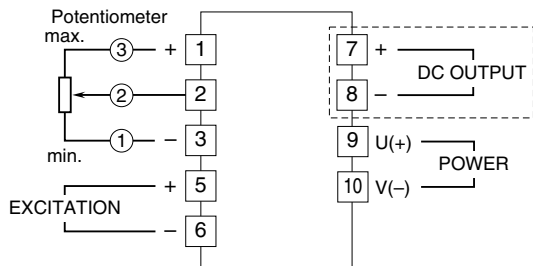 Potentiometer
max.
3 + 1
2 2
1 − 3
min.
EXCITATION
+ 5
− 6
7 +
8 −
DC OUTPUT
9 U(+)
10 V(−)
POWER